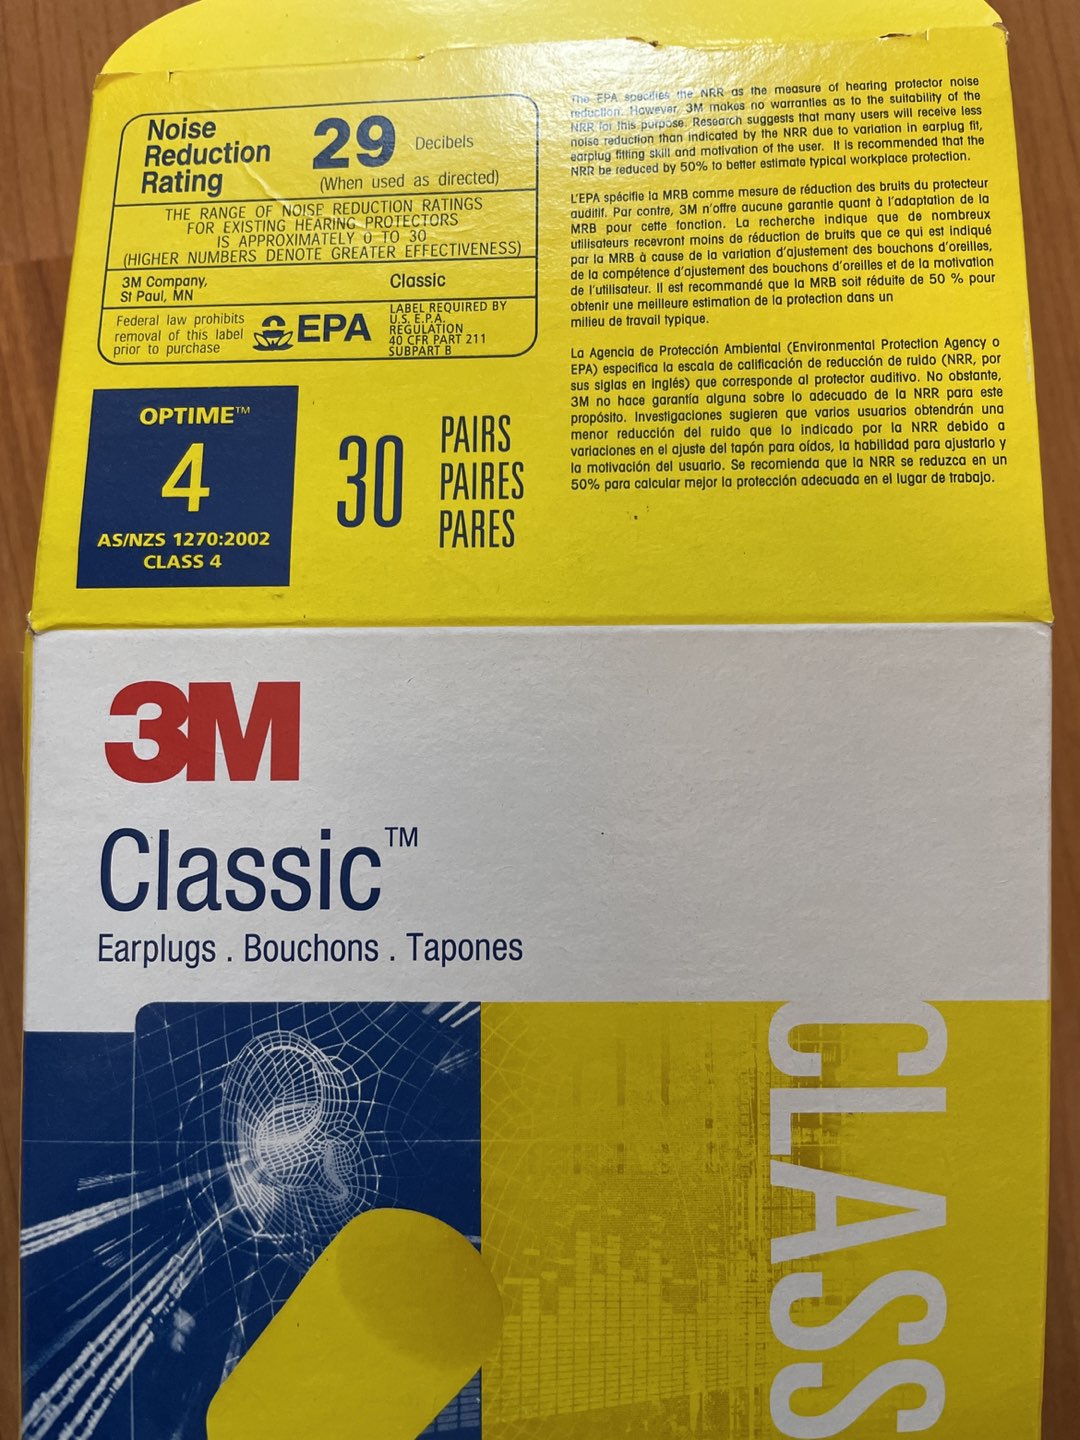 Noise
Reduction
Rating
29 Decibels
(When used as directed)
THE RANGE OF NOISE REDUCTION RATINGS
FOR EXISTING HEARING PROTECTORS
IS APPROXIMATELY 0 TO 30
(HIGHER NUMBERS DENOTE GREATER EFFECTIVENESS)
3M Company,
St Paul, MN
Classic
Federal law prohibits
removal of this label
prior to purchase
EPA
LABEL REQUIRED BY
U.S. E.P.A.
REGULATION
40 CFR PART 211
SUBPART B
The EPA specifies the NRR as the measure of hearing protector noise
reduction. However, 3M makes no warranties as to the suitability of the
NRR for this purpose. Research suggests that many users will receive less
noise reduction than indicated by the NRR due to variation in earplug fit,
earplug fitting skill and motivation of the user. It is recommended that the
NRR be reduced by 50% to better estimate typical workplace protection.
L'EPA spécifie la MRB comme mesure de réduction des bruits du protecteur
auditif. Par contre, 3M n'offre aucune garantie quant à l'adaptation de la
MRB pour cette fonction. La recherche indique que de nombreux
utilisateurs recevront moins de réduction de bruits que ce qui est indiqué
par la MRB à cause de la variation d'ajustement des bouchons d'oreilles,
de la compétence d'ajustement des bouchons d'oreilles et de la motivation
de l'utilisateur. Il est recommandé que la MRB soit réduite de 50 % pour
obtenir une meilleure estimation de la protection dans un
milieu de travail typique.
La Agencia de Protección Ambiental (Environmental Protection Agency o
EPA) especifica la escala de calificación de reducción de ruido (NRR, por
sus siglas en inglés) que corresponde al protector auditivo. No obstante,
3M no hace garantía alguna sobre lo adecuado de la NRR para este
propósito. Investigaciones sugieren que varios usuarios obtendrán una
menor reducción del ruido que lo indicado por la NRR debido a
variaciones en el ajuste del tapón para oídos, la habilidad para ajustarlo y
la motivación del usuario. Se recomienda que la NRR se reduzca en un
50% para calcular mejor la protección adecuada en el lugar de trabajo.
OPTIME™
4
AS/NZS 1270:2002
CLASS 4
30
PAIRS
PAIRES
PARES
3M
Classic™
Earplugs . Bouchons . Tapones
CLASS